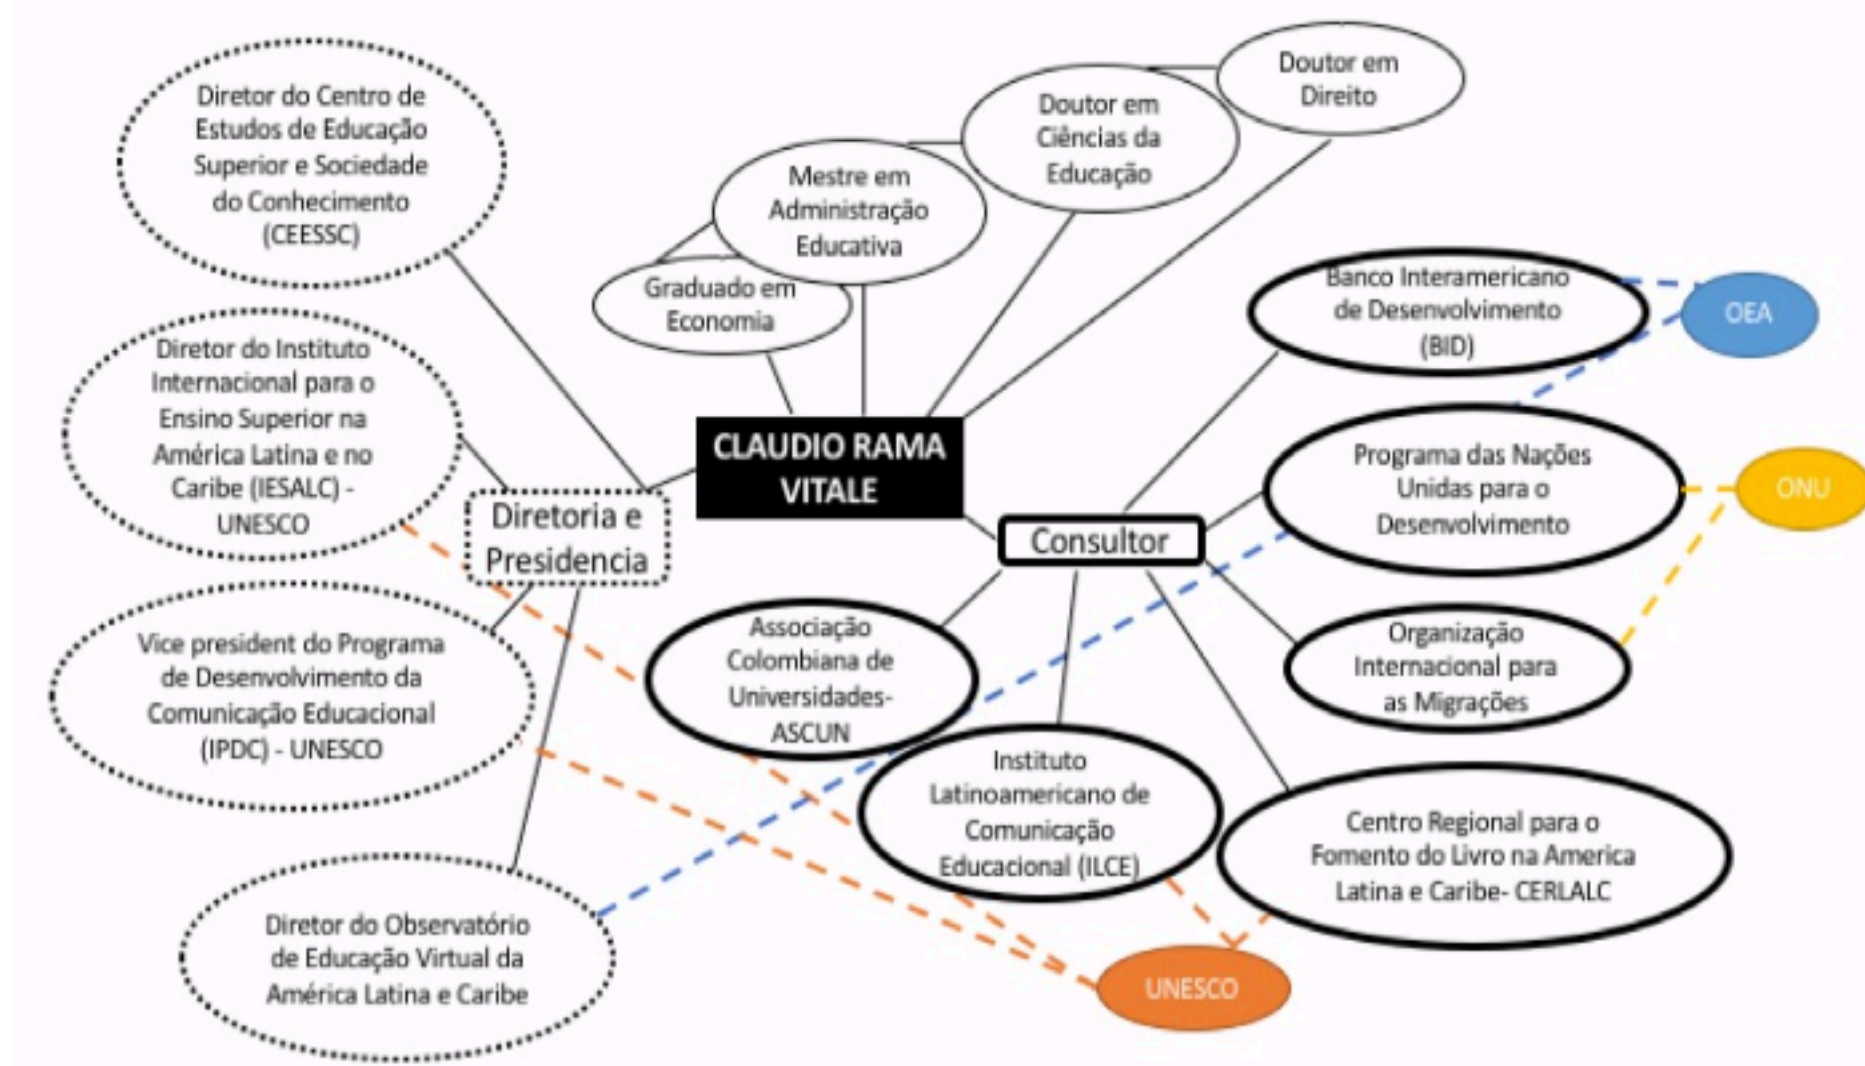 Diretor do Centro de
Estudos de Educação
Superior e Sociedade
do Conhecimento
(CEESSC)
Diretor do Instituto
Internacional para o
Ensino Superior na
América Latina e no
Caribe (IESALC) -
UNESCO
Vice president do Programa
de Desenvolvimento da
Comunicação Educacional
(IPDC) - UNESCO
Diretor do Observatório
de Educação Virtual da
América Latina e Caribe
Diretoria e
Presidencia
Graduado em
Economia
Mestre em
Administração
Educativa
Doutor em
Ciências da
Educação
Doutor em
Direito
CLAUDIO RAMA
VITALE
Consultor
Banco Interamericano
de Desenvolvimento
(BID)
OEA
Programa das Nações
Unidas para o
Desenvolvimento
ONU
Organização
Internacional para
as Migrações
Associação
Colombiana de
Universidades-
ASCUN
Instituto
Latinoamericano de
Comunicação
Educacional (ILCE)
Centro Regional para o
Fomento do Livro na America
Latina e Caribe- CERLALC
UNESCO